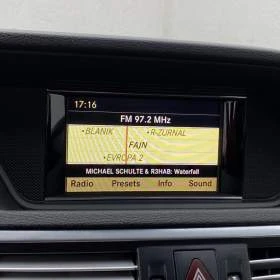 17:16
FM 97.2 MHz
•BLANIK •R-ZURNAL
FAJN
•EVROPA 2
MICHAEL SCHULTE & R3HAB: Waterfall
Radio Presets Info Sound